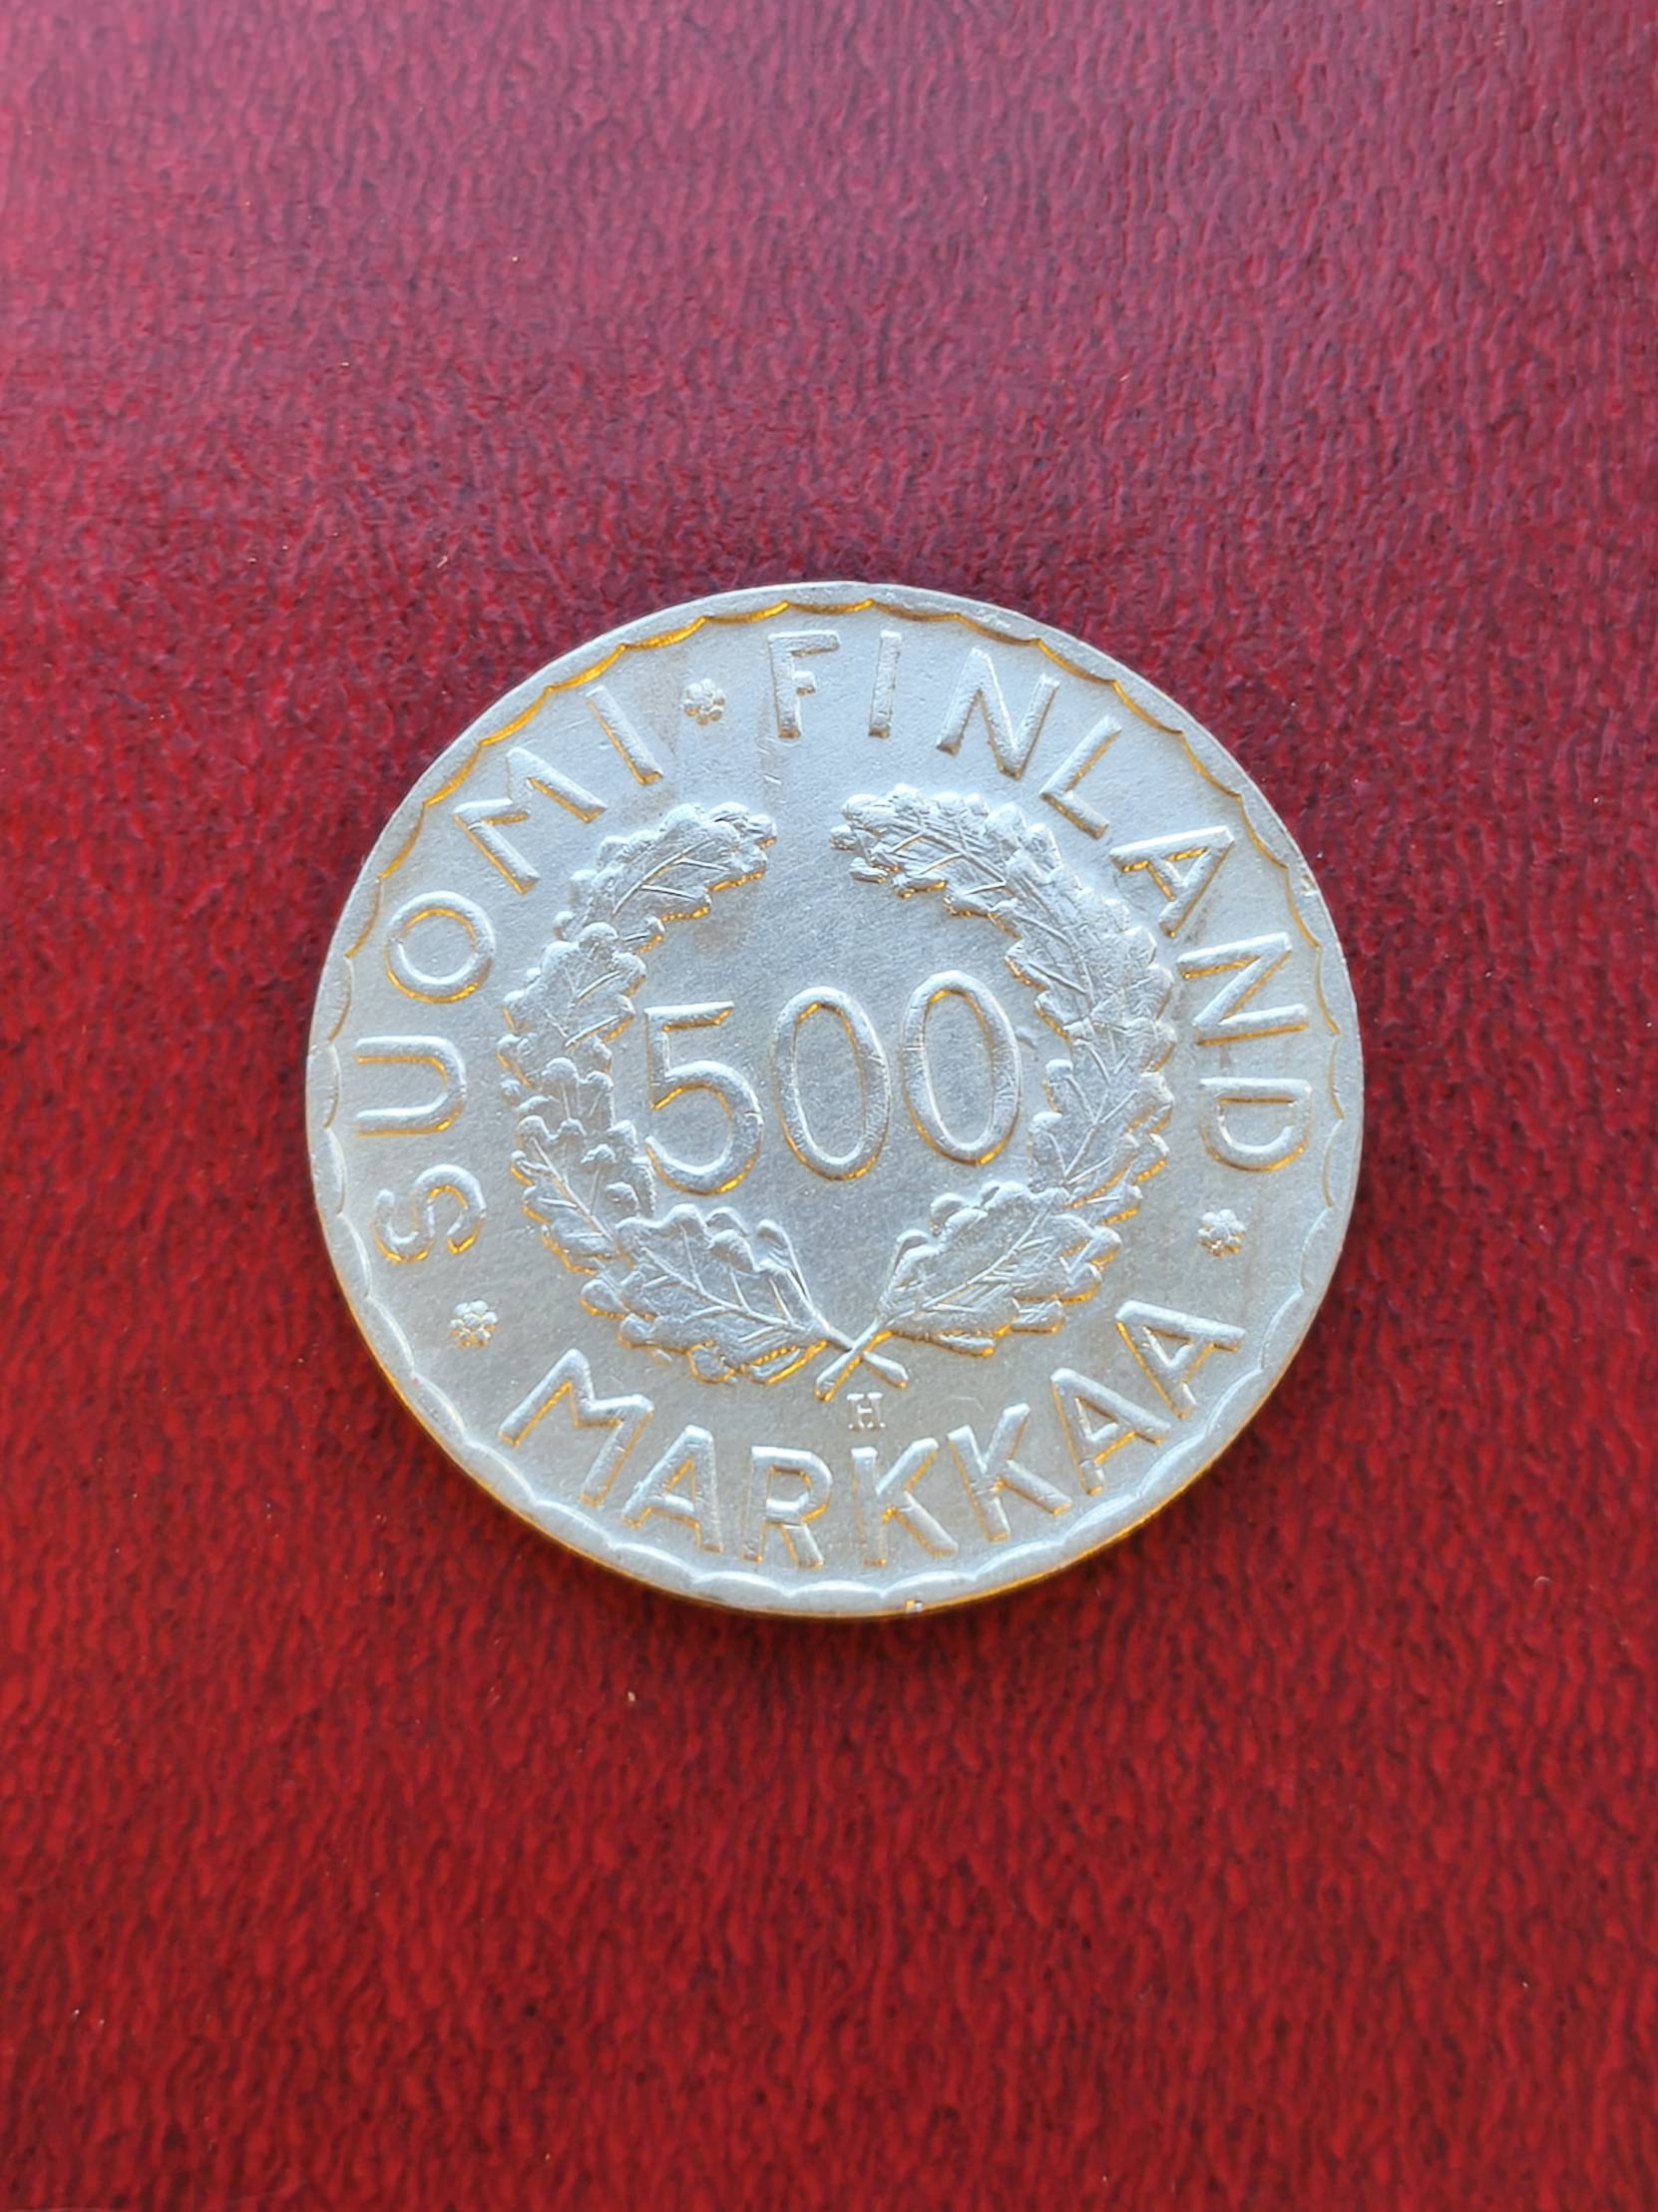 SUOMI • FINLAND
500
H
MARKKAA